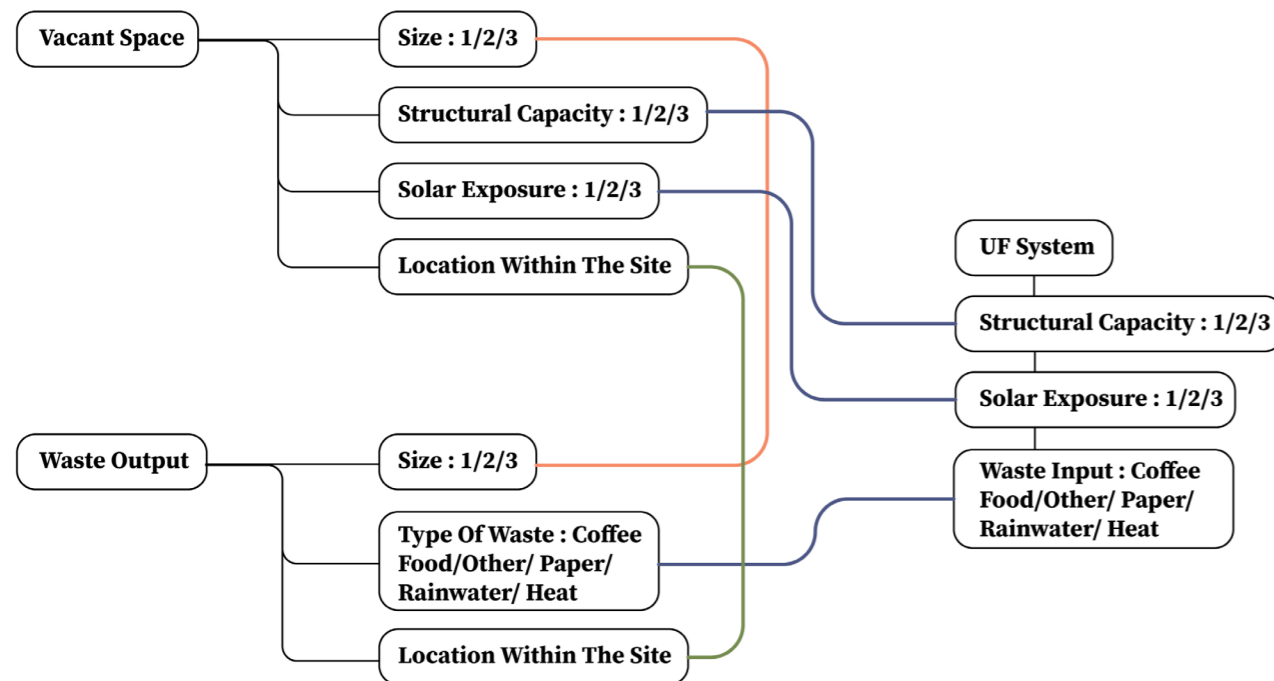 Vacant Space
Size : 1/2/3
Structural Capacity : 1/2/3
Solar Exposure : 1/2/3
Location Within The Site
UF System
Structural Capacity : 1/2/3
Solar Exposure : 1/2/3
Waste Input : Coffee
Food/Other/ Paper/
Rainwater/ Heat
Waste Output
Size : 1/2/3
Type Of Waste : Coffee
Food/Other/ Paper/
Rainwater/ Heat
Location Within The Site